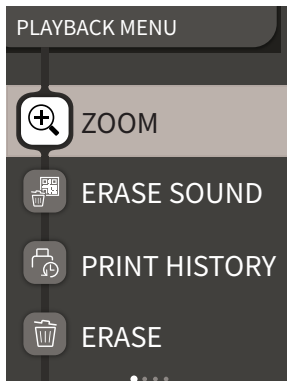 PLAYBACK MENU
ZOOM
ERASE SOUND
PRINT HISTORY
ERASE